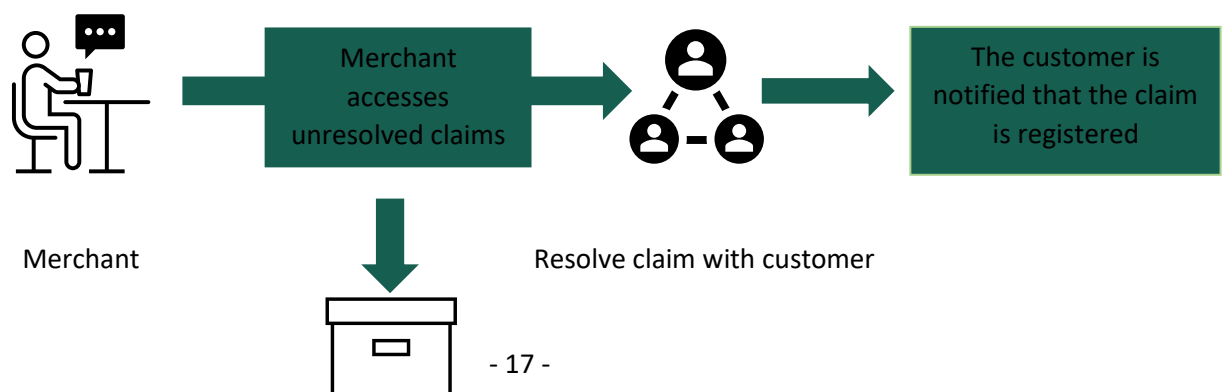 Merchant
accesses
unresolved claims
The customer is
notified that the claim
is registered
Merchant
Resolve claim with customer
- 17 -